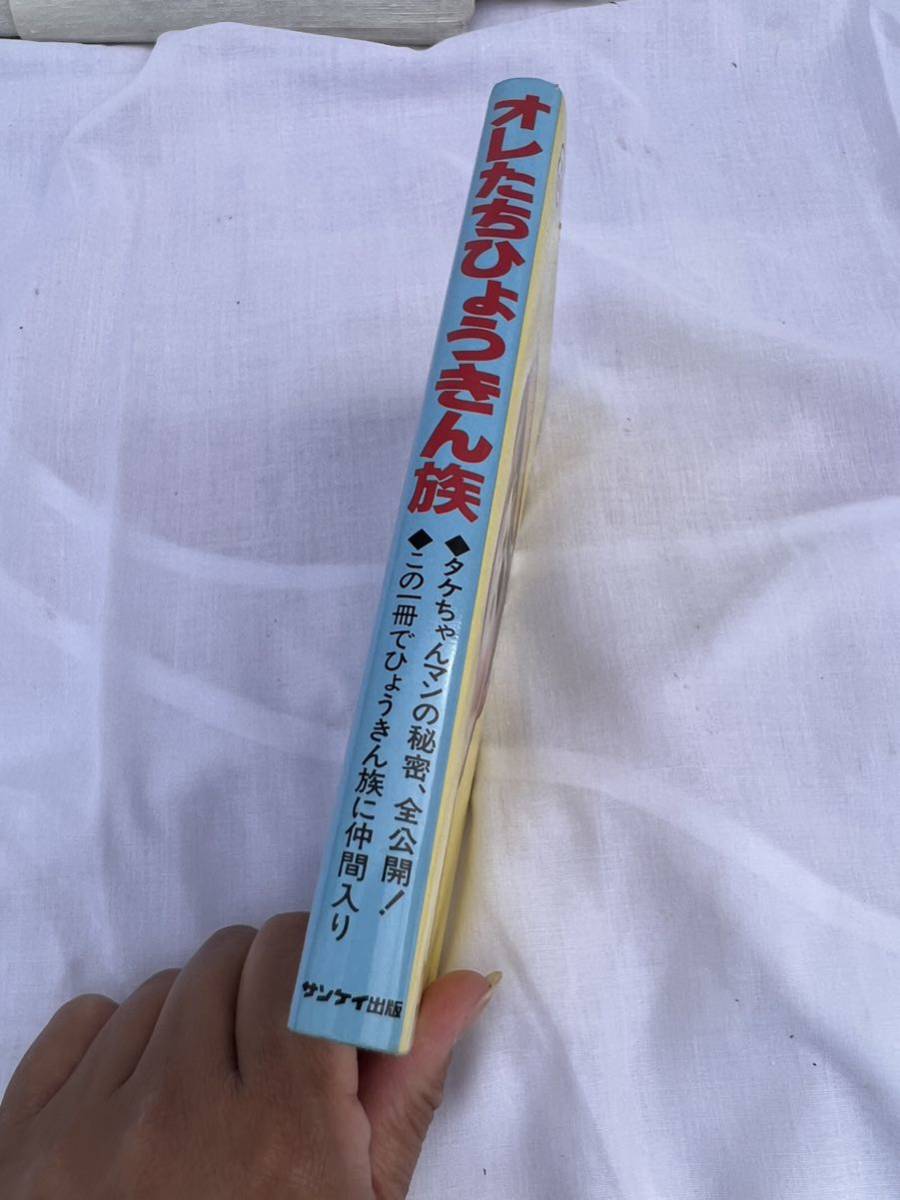 オレたちひょうきん族
◆タケちゃんマンの秘密、全公開!
◆この一冊でひょうきん族に仲間入り
サンケイ出版